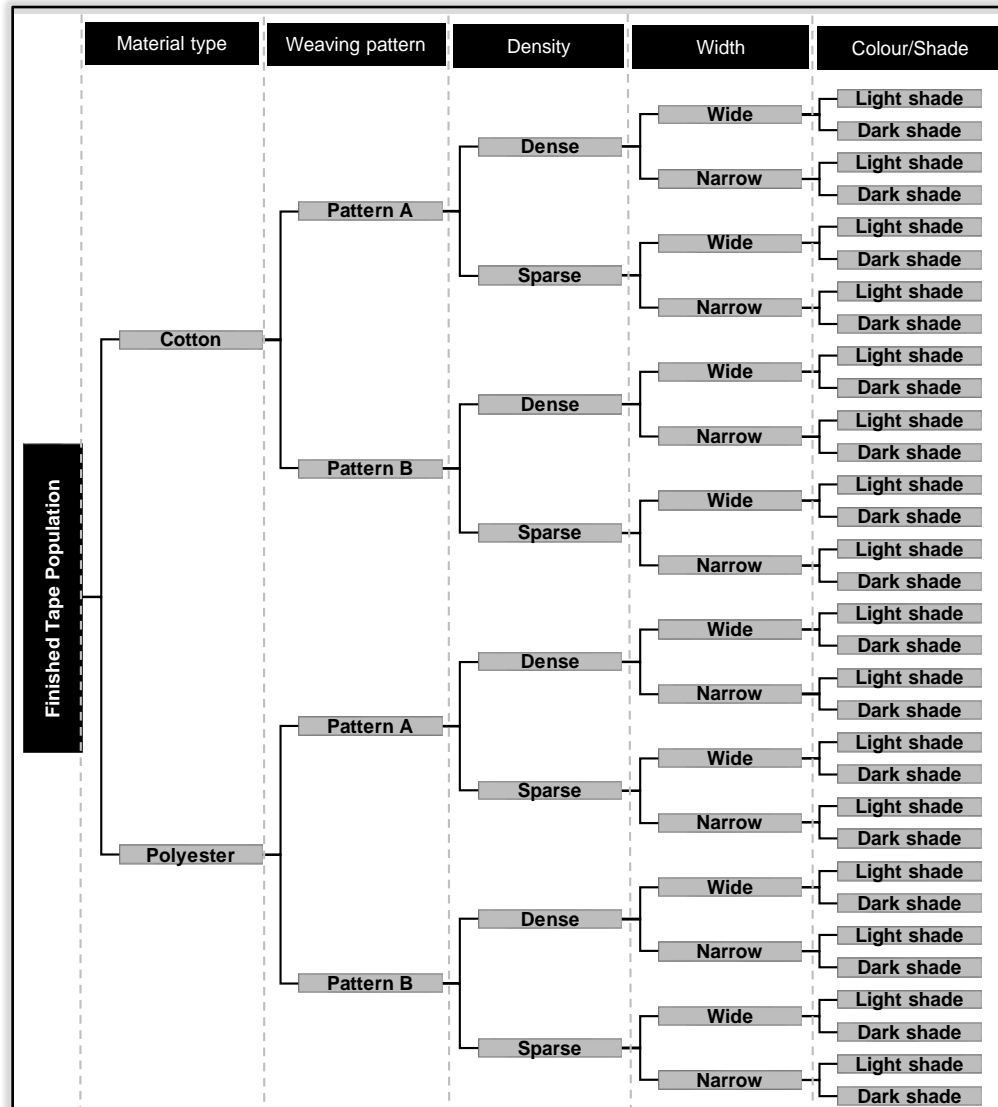 Material type
Weaving pattern
Density
Width
Colour/Shade
Finished Tape Population
Cotton
Pattern A
Dense
Wide
Light shade
Dark shade
Narrow
Light shade
Dark shade
Sparse
Wide
Light shade
Dark shade
Narrow
Light shade
Dark shade
Pattern B
Dense
Wide
Light shade
Dark shade
Narrow
Light shade
Dark shade
Sparse
Wide
Light shade
Dark shade
Narrow
Light shade
Dark shade
Polyester
Pattern A
Dense
Wide
Light shade
Dark shade
Narrow
Light shade
Dark shade
Sparse
Wide
Light shade
Dark shade
Narrow
Light shade
Dark shade
Pattern B
Dense
Wide
Light shade
Dark shade
Narrow
Light shade
Dark shade
Sparse
Wide
Light shade
Dark shade
Narrow
Light shade
Dark shade